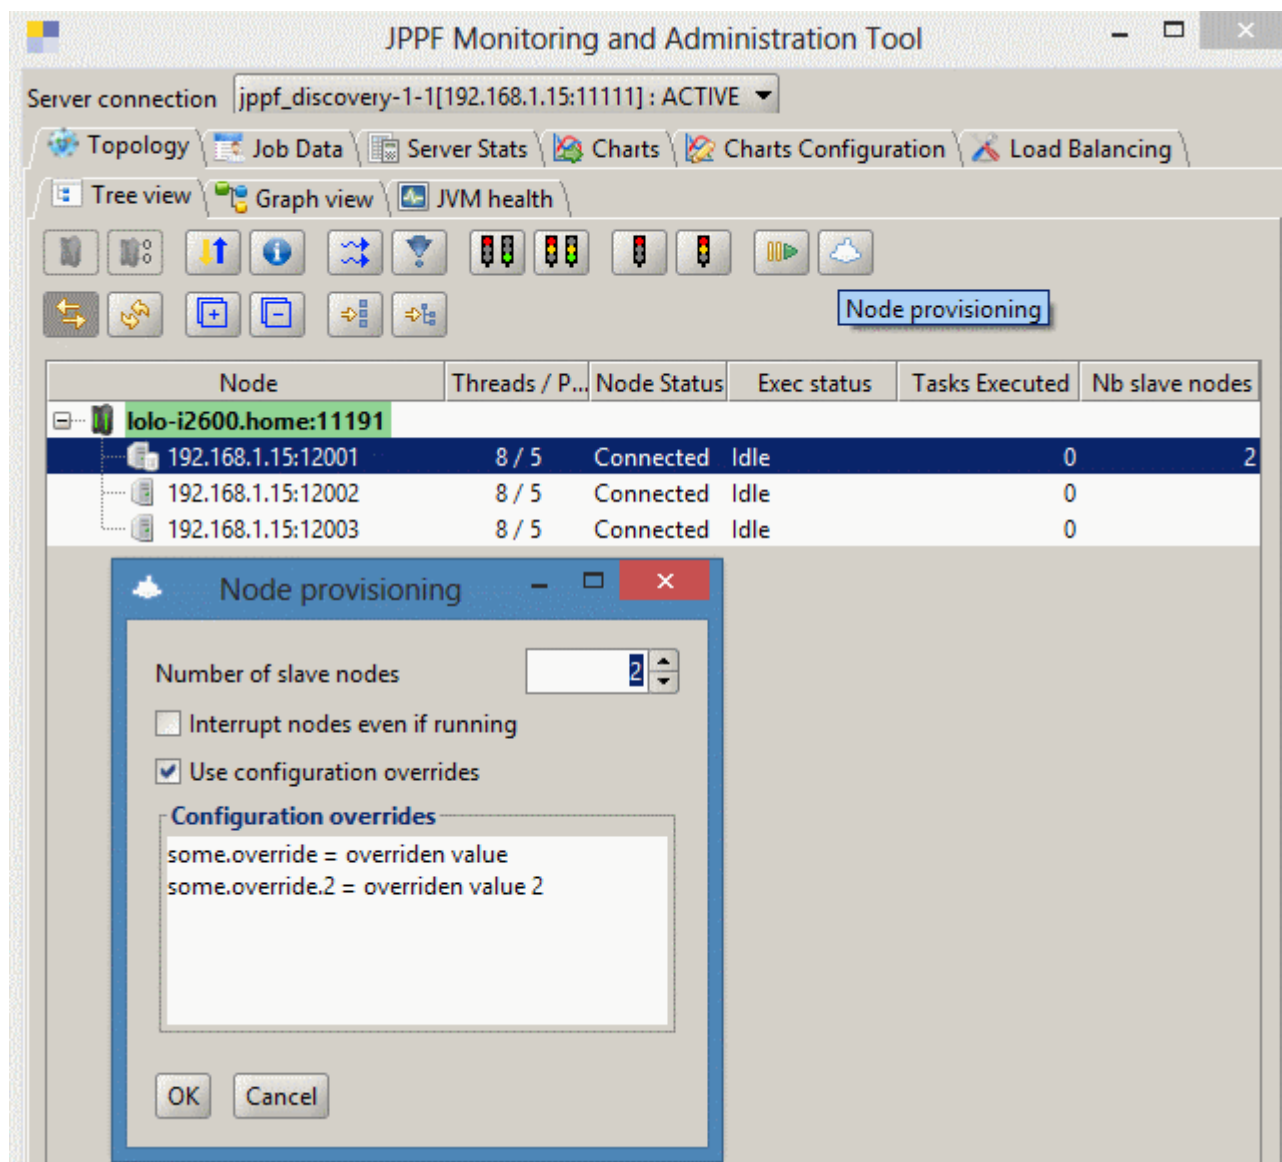 JPPF Monitoring and Administration Tool
Server connection jppf_discovery-1-1[192.168.1.15:11111] : ACTIVE
Topology Job Data Server Stats Charts Charts Configuration Load Balancing
Tree view Graph view JVM health
Node provisioning
Node Threads / P... Node Status Exec status Tasks Executed Nb slave nodes
lolo-i2600.home:11191
192.168.1.15:12001 8 / 5 Connected Idle 0 2
192.168.1.15:12002 8 / 5 Connected Idle 0
192.168.1.15:12003 8 / 5 Connected Idle 0
Node provisioning
Number of slave nodes 2
Interrupt nodes even if running
Use configuration overrides
Configuration overrides
some.override = overriden value
some.override.2 = overriden value 2
OK Cancel